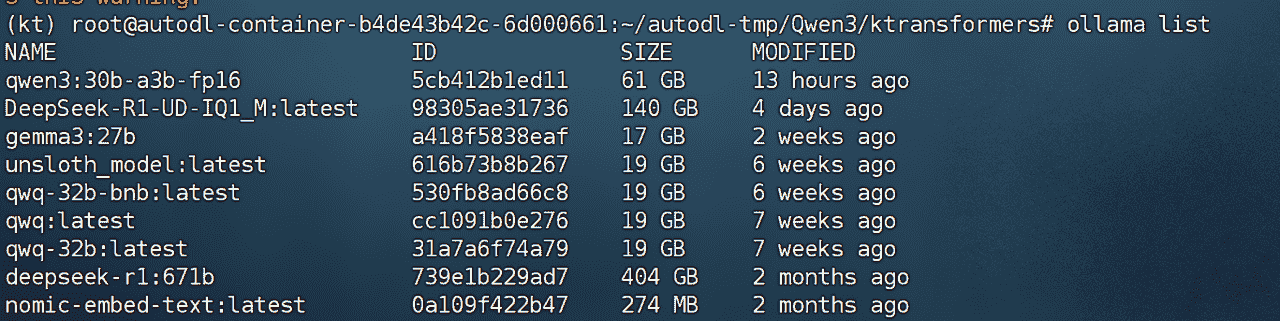 s this warning.
(kt) root@autodl-container-b4de43b42c-6d000661:~/autodl-tmp/Qwen3/ktransformers# ollama list
NAME ID SIZE MODIFIED
qwen3:30b-a3b-fp16 5cb412b1ed11 61 GB 13 hours ago
DeepSeek-R1-UD-IQ1_M:latest 98305ae31736 140 GB 4 days ago
gemma3:27b a418f5838eaf 17 GB 2 weeks ago
unsloth_model:latest 616b73b8b267 19 GB 6 weeks ago
qwq-32b-bnb:latest 530fb8ad66c8 19 GB 6 weeks ago
qwq:latest cc1091b0e276 19 GB 7 weeks ago
qwq-32b:latest 31a7a6f74a79 19 GB 7 weeks ago
deepseek-r1:671b 739e1b229ad7 404 GB 2 months ago
nomic-embed-text:latest 0a109f422b47 274 MB 2 months ago